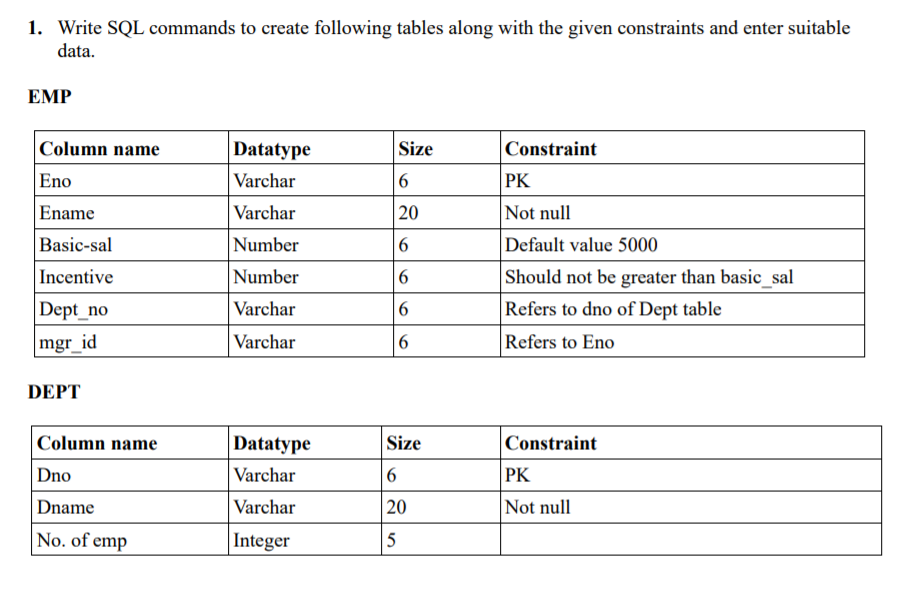 1. Write SQL commands to create following tables along with the given constraints and enter suitable
data.
EMP
Column name Datatype Size Constraint
Eno Varchar 6 PK
Ename Varchar 20 Not null
Basic-sal Number 6 Default value 5000
Incentive Number 6 Should not be greater than basic_sal
Dept_no Varchar 6 Refers to dno of Dept table
mgr_id Varchar 6 Refers to Eno
DEPT
Column name Datatype Size Constraint
Dno Varchar 6 PK
Dname Varchar 20 Not null
No. of emp Integer 5